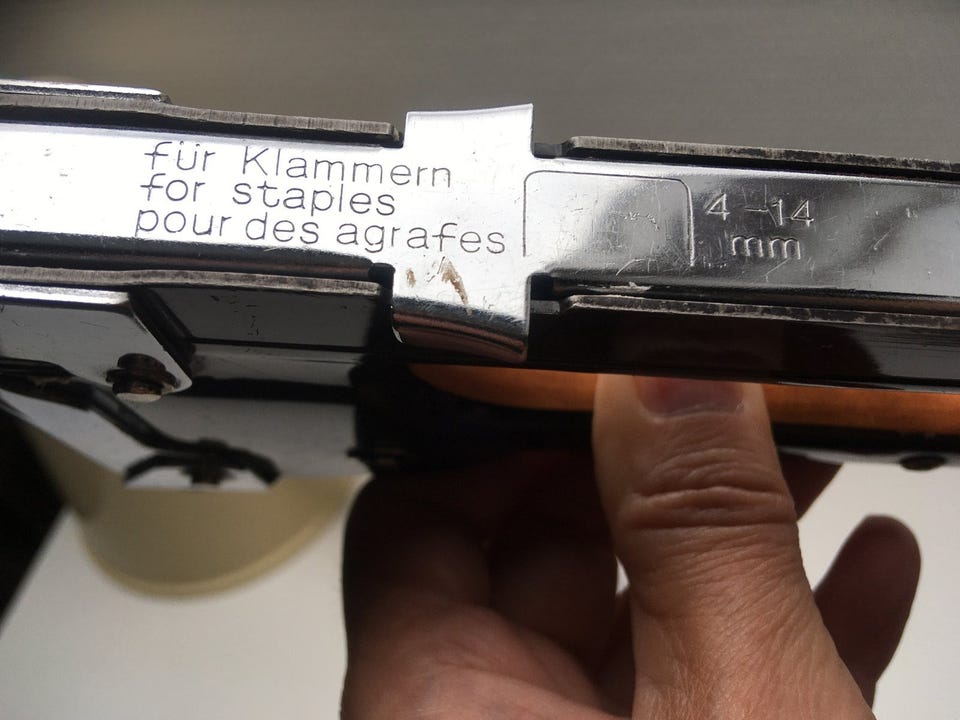 für Klammern
for staples
pour des agrafes
4-14
mm